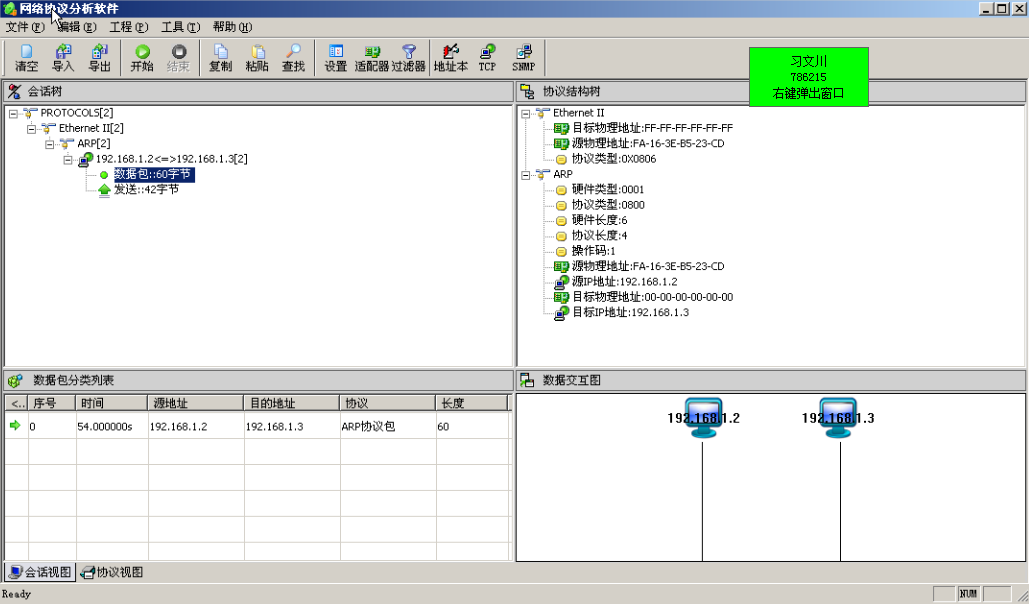 网络协议分析软件
文件(F) 编辑(E) 工程(P) 工具(T) 帮助(H)
清空 导入 导出 开始 结束 复制 粘贴 查找 设置 适配器 过滤器 地址本 TCP SNMP
习文川
786215
右键弹出窗口
会话树
PROTOCOLS[2]
Ethernet II[2]
ARP[2]
192.168.1.2<=>192.168.1.3[2]
数据包::60字节
发送::42字节
协议结构树
Ethernet II
目标物理地址:FF-FF-FF-FF-FF-FF
源物理地址:FA-16-3E-B5-23-CD
协议类型:0X0806
ARP
硬件类型:0001
协议类型:0800
硬件长度:6
协议长度:4
操作码:1
源物理地址:FA-16-3E-B5-23-CD
源IP地址:192.168.1.2
目标物理地址:00-00-00-00-00-00
目标IP地址:192.168.1.3
数据包分类列表
<.. 序号 时间 源地址 目的地址 协议 长度
0 54.000000s 192.168.1.2 192.168.1.3 ARP协议包 60
数据交互图
192.168.1.2 192.168.1.3
会话视图 协议视图
Ready NUM